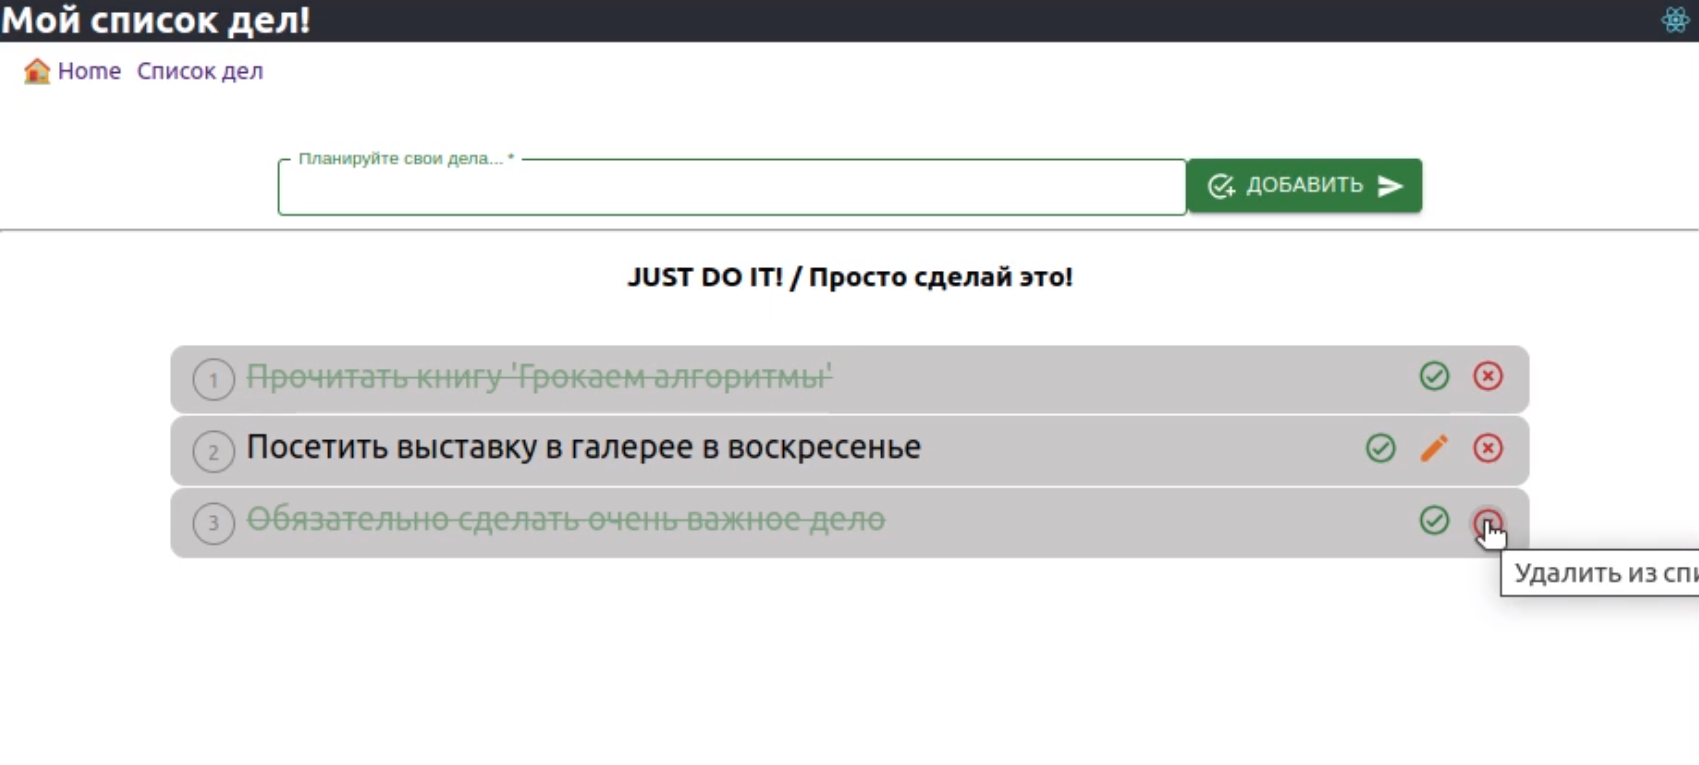 Мой список дел!
Home Список дел
Планируйте свои дела... *
ДОБАВИТЬ
JUST DO IT! / Просто сделай это!
1 Прочитать книгу 'Грокаем алгоритмы'
2 Посетить выставку в галерее в воскресенье
3 Обязательно сделать очень важное дело
Удалить из